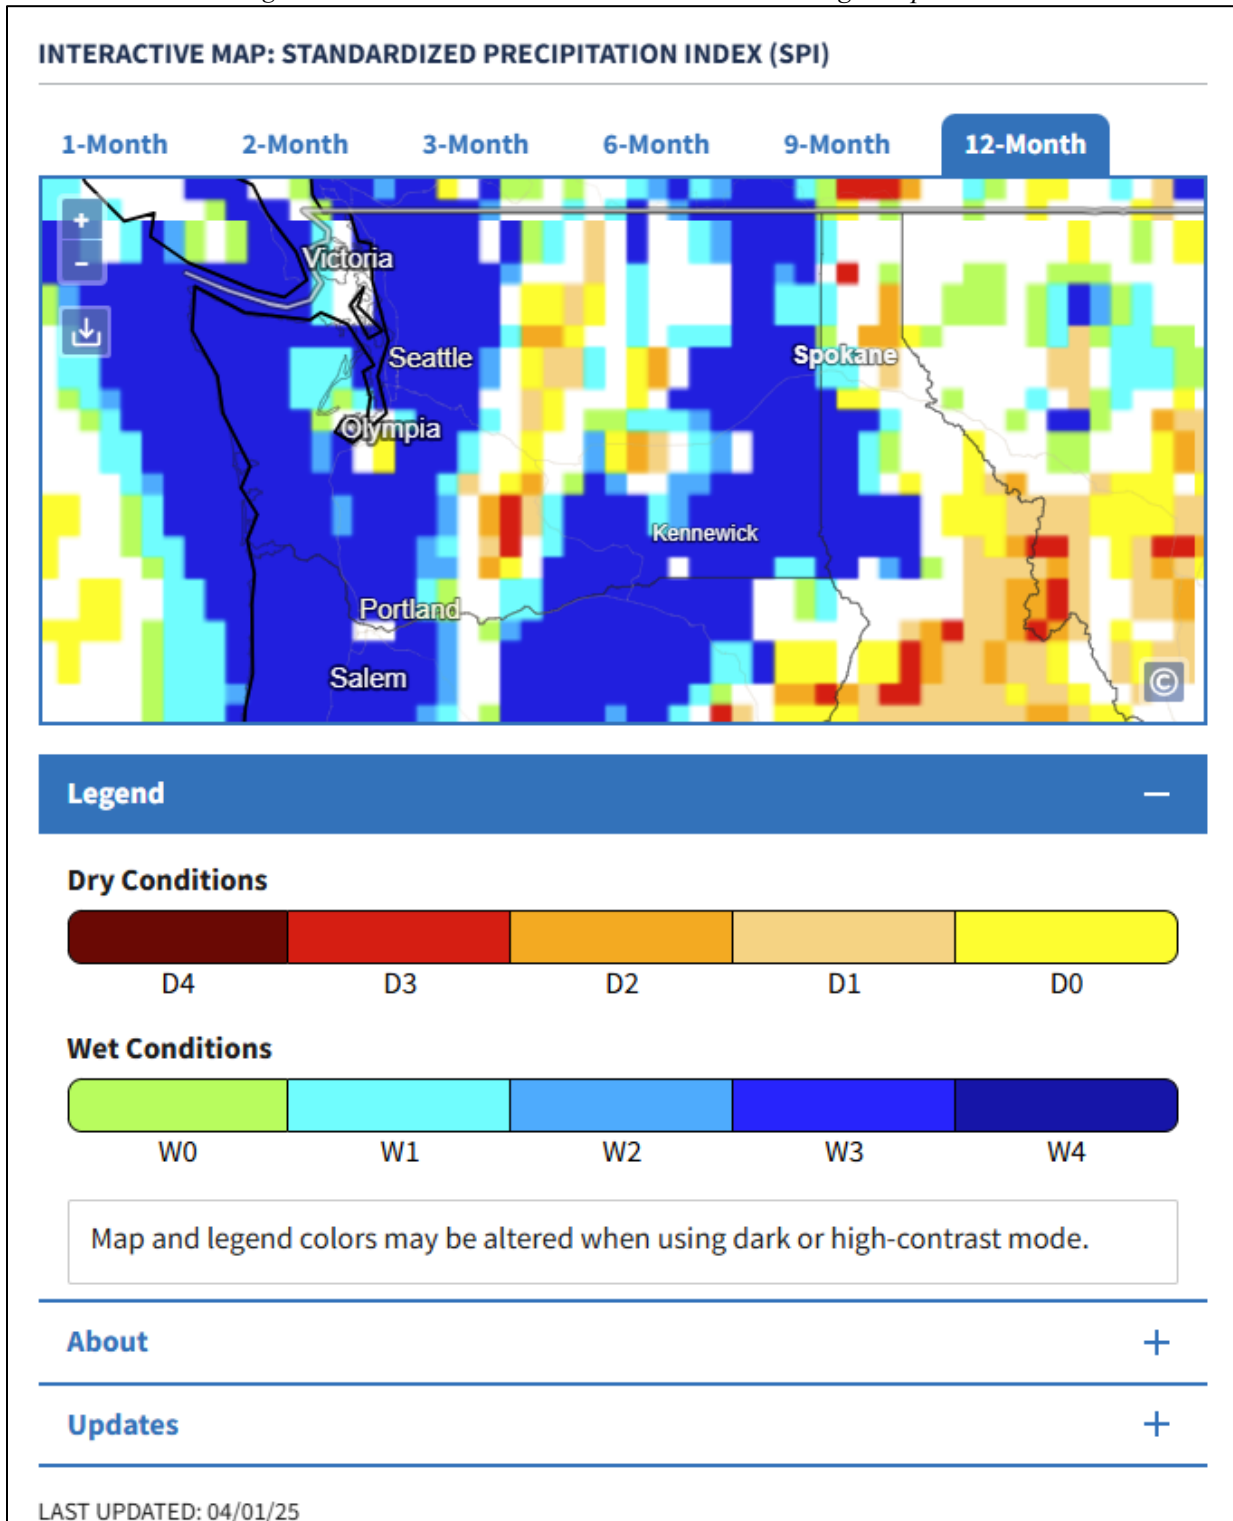 INTERACTIVE MAP: STANDARDIZED PRECIPITATION INDEX (SPI)
1-Month 2-Month 3-Month 6-Month 9-Month 12-Month
+
−
Victoria
Seattle
Spokane
Olympia
Kennewick
Portland
Salem
©
Legend −
Dry Conditions
D4 D3 D2 D1 D0
Wet Conditions
W0 W1 W2 W3 W4
Map and legend colors may be altered when using dark or high-contrast mode.
About +
Updates +
LAST UPDATED: 04/01/25